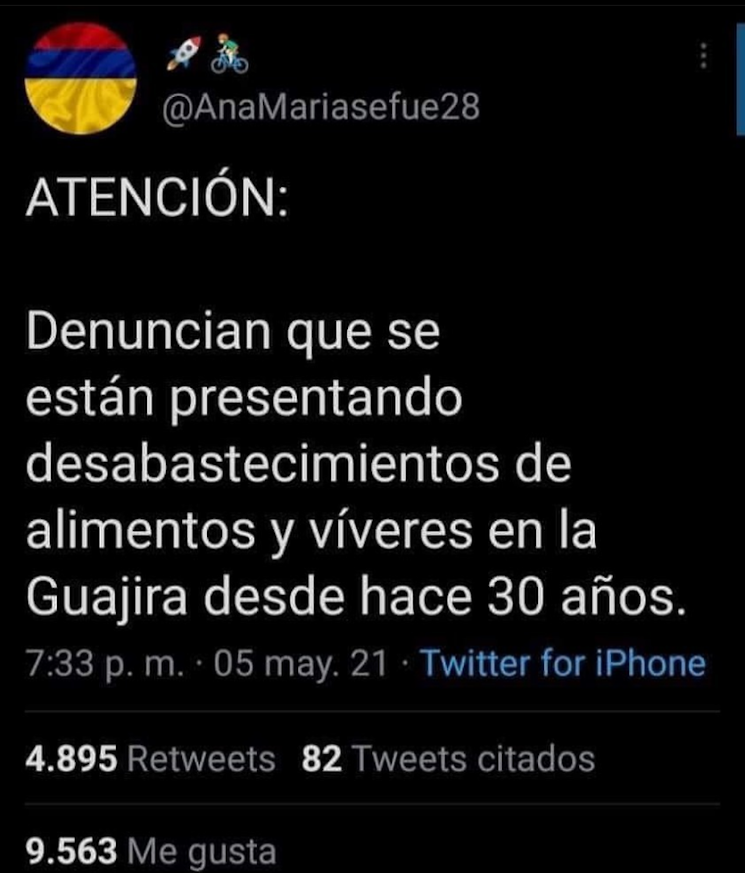 @AnaMariasefue28
ATENCIÓN:
Denuncian que se
están presentando
desabastecimientos de
alimentos y víveres en la
Guajira desde hace 30 años.
7:33 p. m. · 05 may. 21 · Twitter for iPhone
4.895 Retweets 82 Tweets citados
9.563 Me gusta